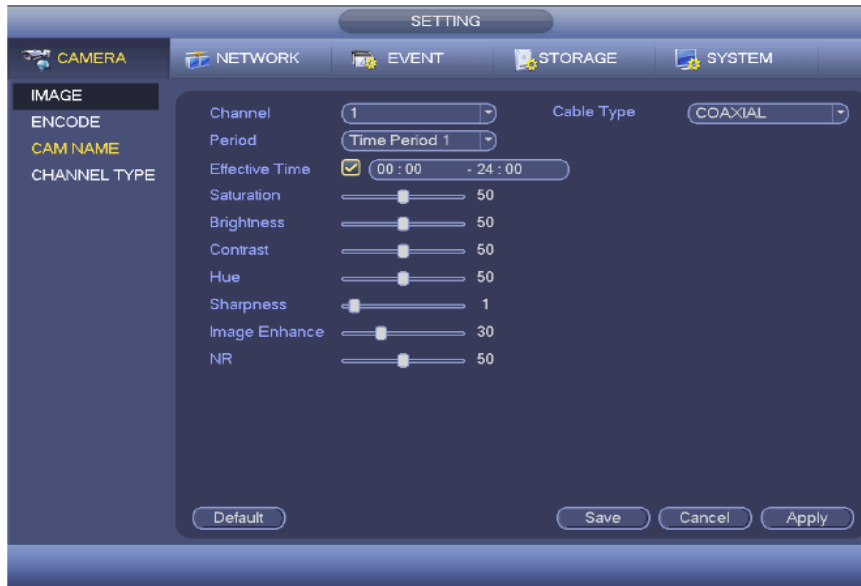 SETTING
CAMERA NETWORK EVENT STORAGE SYSTEM
IMAGE
ENCODE
CAM NAME
CHANNEL TYPE
Channel 1 Cable Type COAXIAL
Period Time Period 1
Effective Time 00 : 00 - 24 : 00
Saturation 50
Brightness 50
Contrast 50
Hue 50
Sharpness 1
Image Enhance 30
NR 50
Default Save Cancel Apply